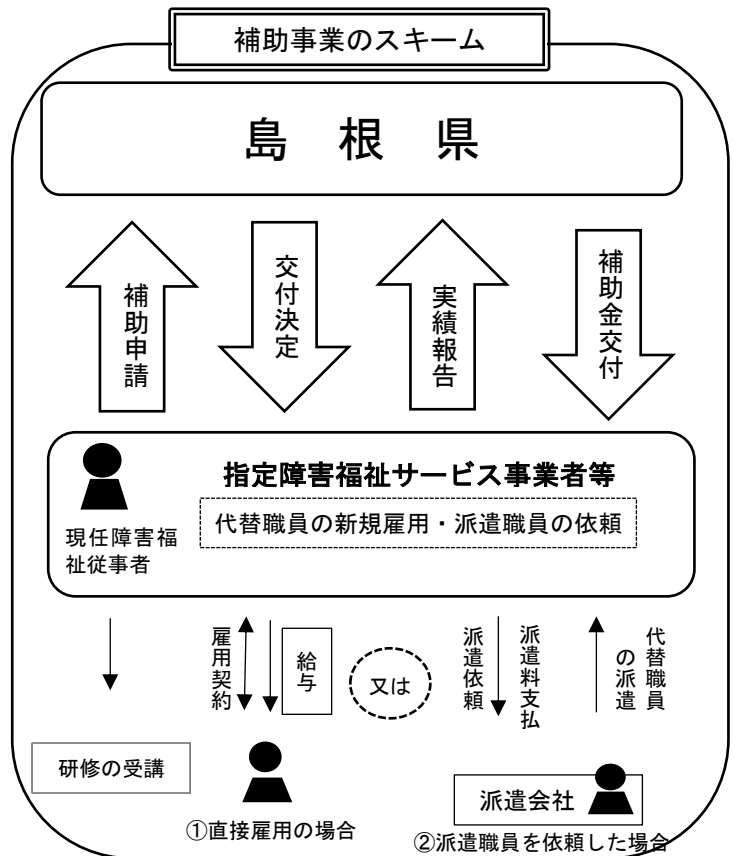 補助事業のスキーム
島　根　県
補助申請
交付決定
実績報告
補助金交付
指定障害福祉サービス事業者等
代替職員の新規雇用・派遣職員の依頼
現任障害福
祉従事者
雇用契約
給与
又は
派遣依頼
派遣料支払
代替職員
の派遣
研修の受講
①直接雇用の場合
派遣会社
②派遣職員を依頼した場合